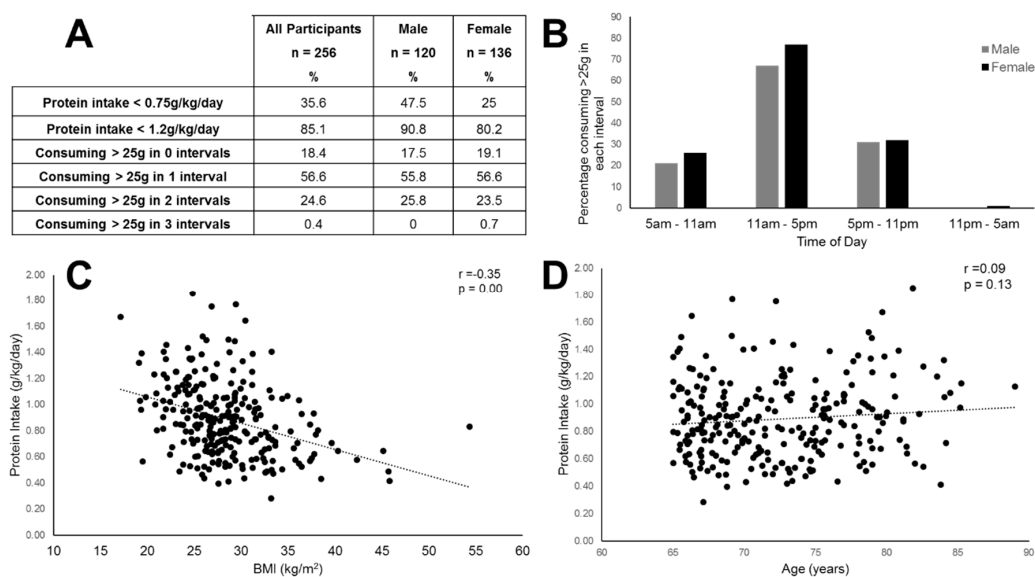 A
All Participants Male Female
n = 256 n = 120 n = 136
% % %
Protein intake < 0.75g/kg/day 35.6 47.5 25
Protein intake < 1.2g/kg/day 85.1 90.8 80.2
Consuming > 25g in 0 intervals 18.4 17.5 19.1
Consuming > 25g in 1 interval 56.6 55.8 56.6
Consuming > 25g in 2 intervals 24.6 25.8 23.5
Consuming > 25g in 3 intervals 0.4 0 0.7
B
Percentage consuming >25g in
each interval
90
80
70
60
50
40
30
20
10
0
Male
Female
5am - 11am 11am - 5pm 5pm - 11pm 11pm - 5am
Time of Day
C
r =-0.35
p = 0.00
Protein Intake (g/kg/day)
2.00
1.80
1.60
1.40
1.20
1.00
0.80
0.60
0.40
0.20
0.00
10 20 30 40 50 60
BMI (kg/m²)
D
r =0.09
p = 0.13
Protein Intake (g/kg/day)
2.00
1.80
1.60
1.40
1.20
1.00
0.80
0.60
0.40
0.20
0.00
60 65 70 75 80 85 90
Age (years)